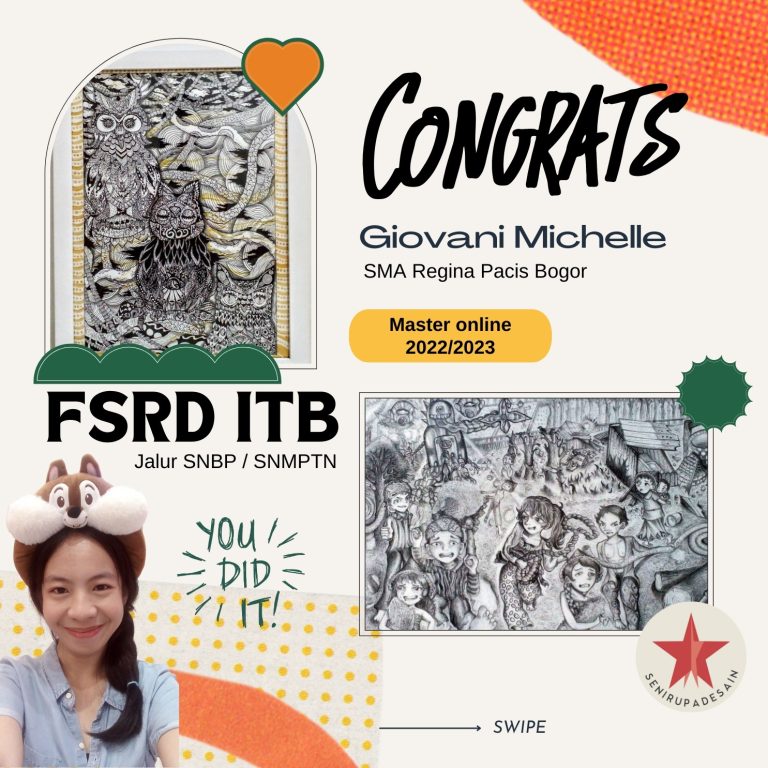 CONGRATS
Giovani Michelle
SMA Regina Pacis Bogor
Master online
2022/2023
FSRD ITB
Jalur SNBP / SNMPTN
YOU
DID
IT!
SENIRUPADESAIN
SWIPE